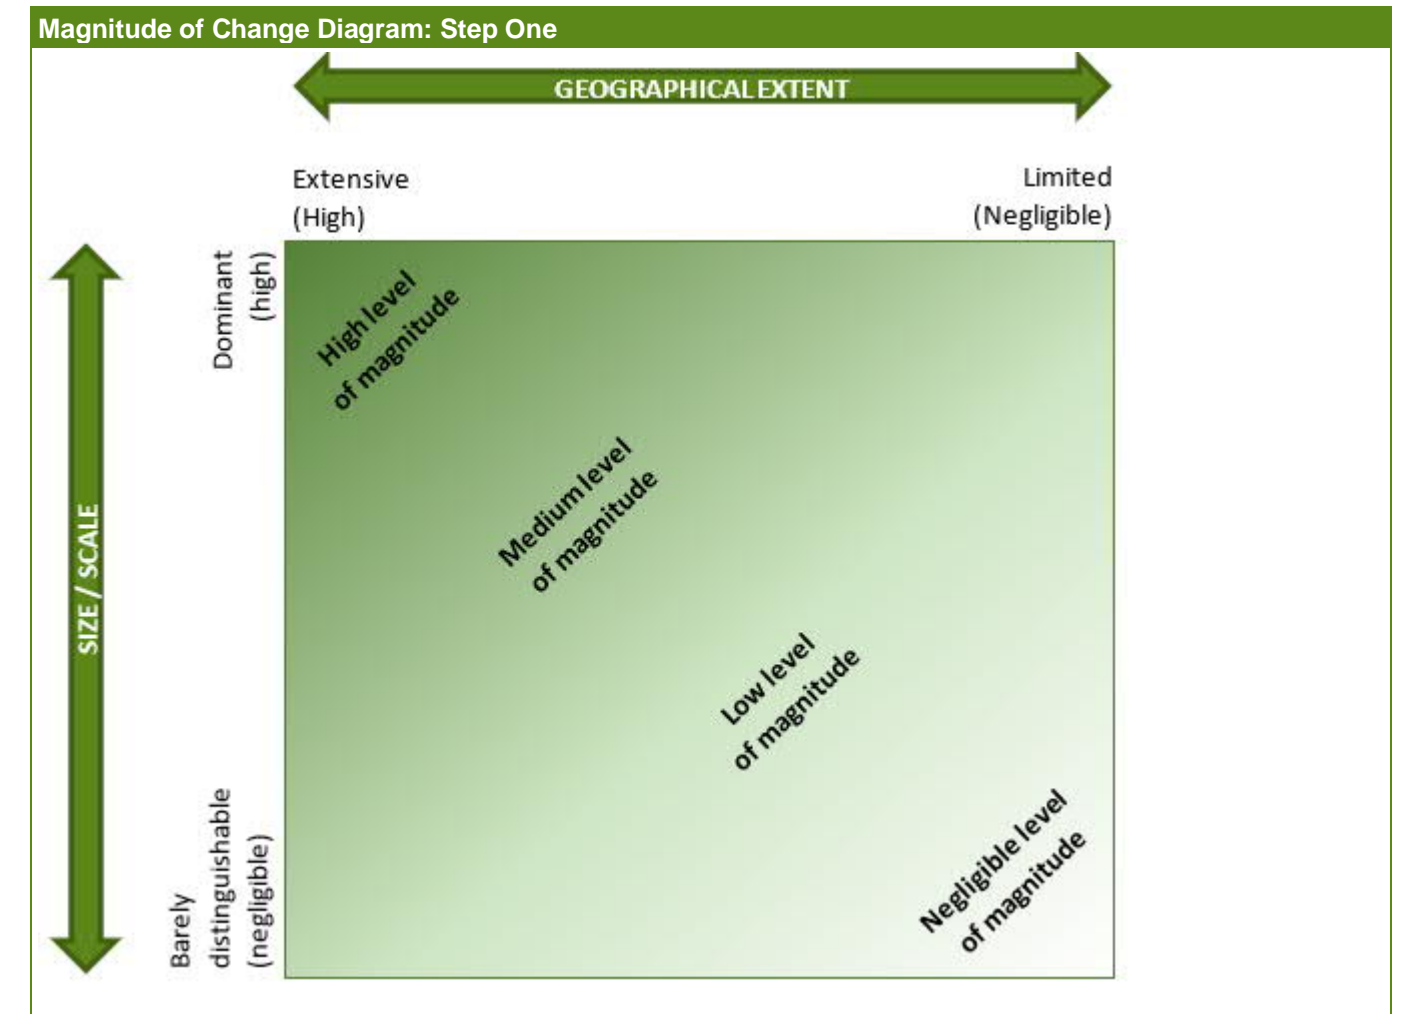 Magnitude of Change Diagram: Step One
GEOGRAPHICAL EXTENT
Extensive
(High)
Limited
(Negligible)
Dominant
(high)
SIZE / SCALE
Barely
distinguishable
(negligible)
High level
of magnitude
Medium level
of magnitude
Low level
of magnitude
Negligible level
of magnitude